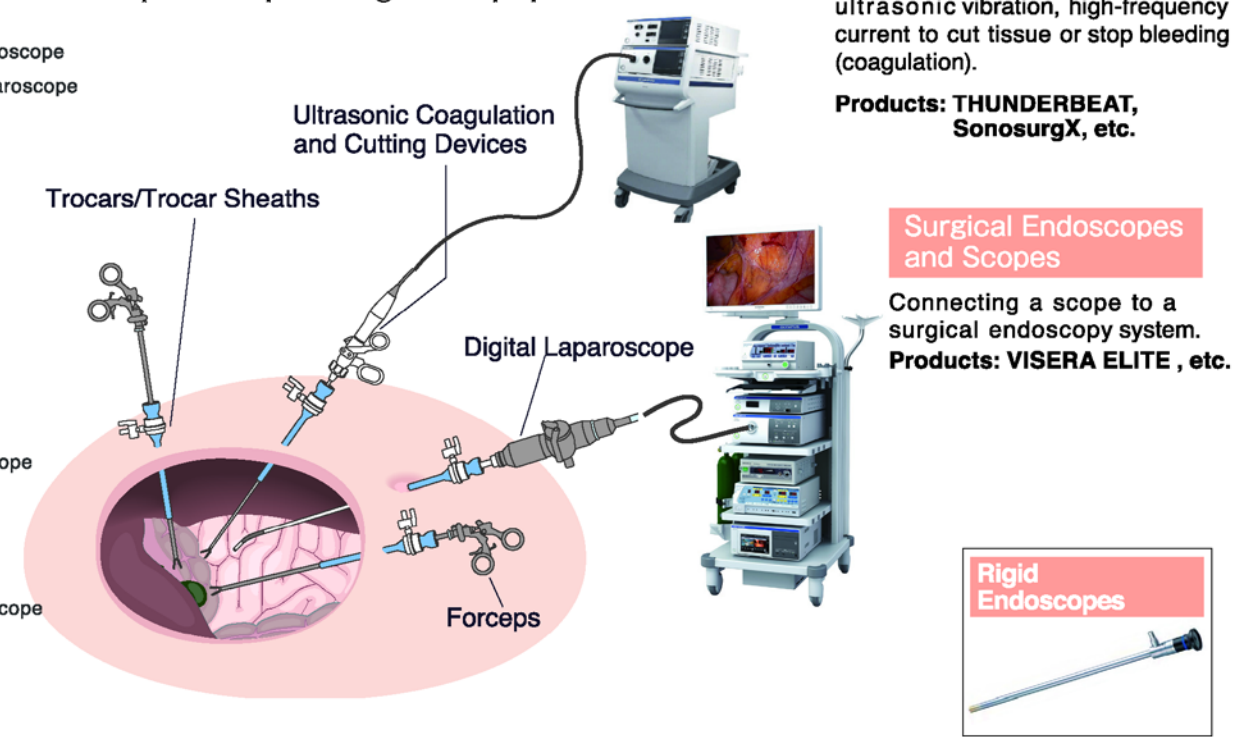 oscope
aroscope
Ultrasonic Coagulation
and Cutting Devices
Trocars/Trocar Sheaths
Digital Laparoscope
ope
cope
Forceps
ultrasonic vibration, high-frequency
current to cut tissue or stop bleeding
(coagulation).
Products: THUNDERBEAT,
SonosurgX, etc.
Surgical Endoscopes
and Scopes
Connecting a scope to a
surgical endoscopy system.
Products: VISERA ELITE , etc.
Rigid
Endoscopes